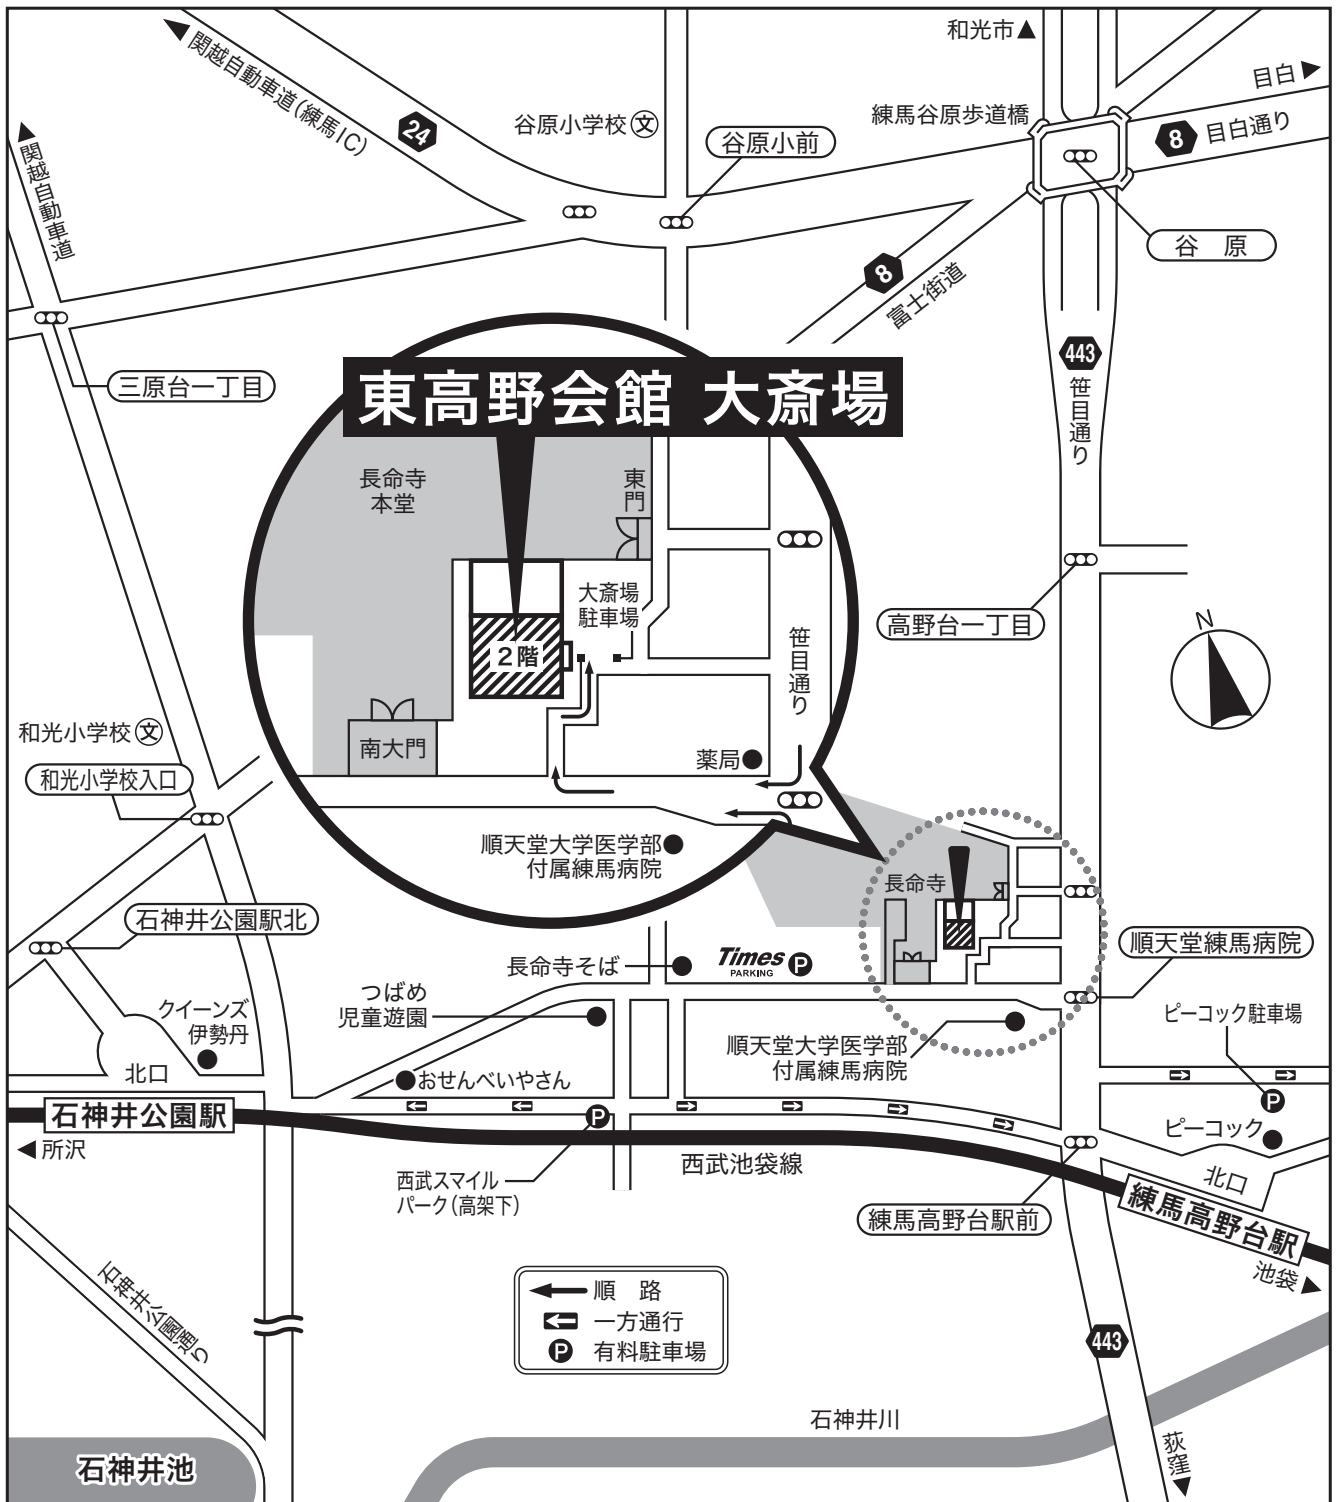 和光市▲
目白▶
◀関越自動車道(練馬IC)
24
谷原小学校 文
谷原小前
練馬谷原歩道橋
8
目白通り
◀関越自動車道
谷 原
8
富士街道
443
笹目通り
三原台一丁目
東高野会館 大斎場
長命寺
本堂
東門
大斎場
駐車場
2階
笹目通り
高野台一丁目
N
南大門
薬局
和光小学校 文
和光小学校入口
順天堂大学医学部
付属練馬病院
長命寺
石神井公園駅北
順天堂練馬病院
長命寺そば
Times
PARKING
P
つばめ
児童遊園
クイーンズ
伊勢丹
ピーコック駐車場
順天堂大学医学部
付属練馬病院
北口
おせんべいやさん
石神井公園駅
P
P
ピーコック
◀所沢
西武池袋線
西武スマイル
パーク(高架下)
北口
練馬高野台駅前
練馬高野台駅
池袋▶
石神井公園通り
順 路
一方通行
P 有料駐車場
443
石神井川
荻窪▼
石神井池